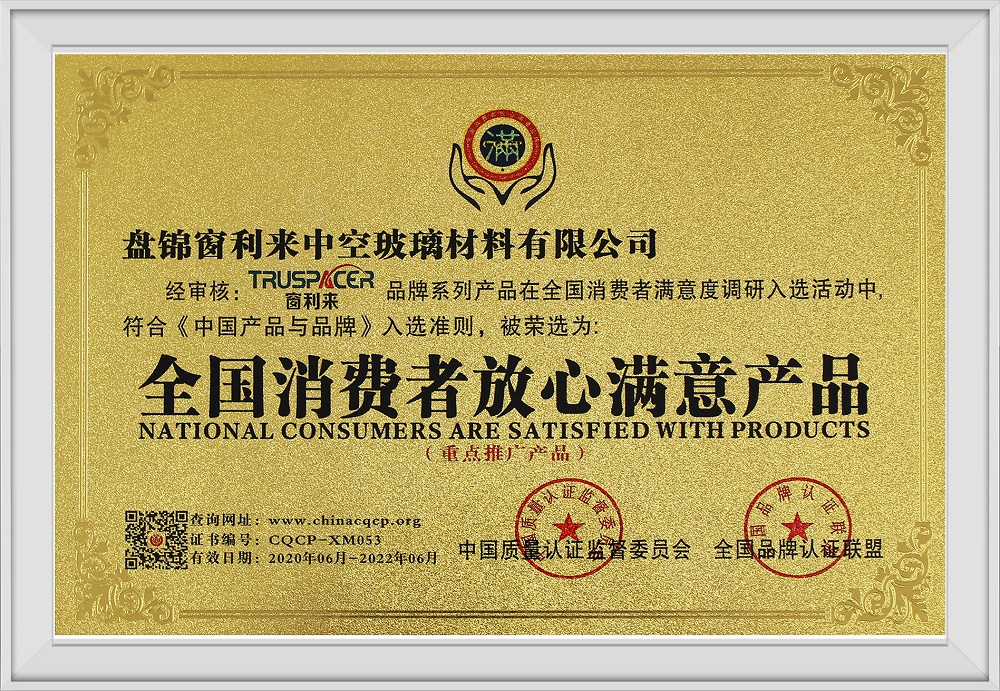 满
盘锦窗利来中空玻璃材料有限公司
经审核：TRUSPACER 窗利来 品牌系列产品在全国消费者满意度调研入选活动中，
符合《中国产品与品牌》入选准则，被荣选为：
全国消费者放心满意产品
NATIONAL CONSUMERS ARE SATISFIED WITH PRODUCTS
（重点推广产品）
查询网址：www.chinacqcp.org
证书编号：CQCP-XM053
有效日期：2020年06月-2022年06月
中国质量认证监督委员会
全国品牌认证联盟